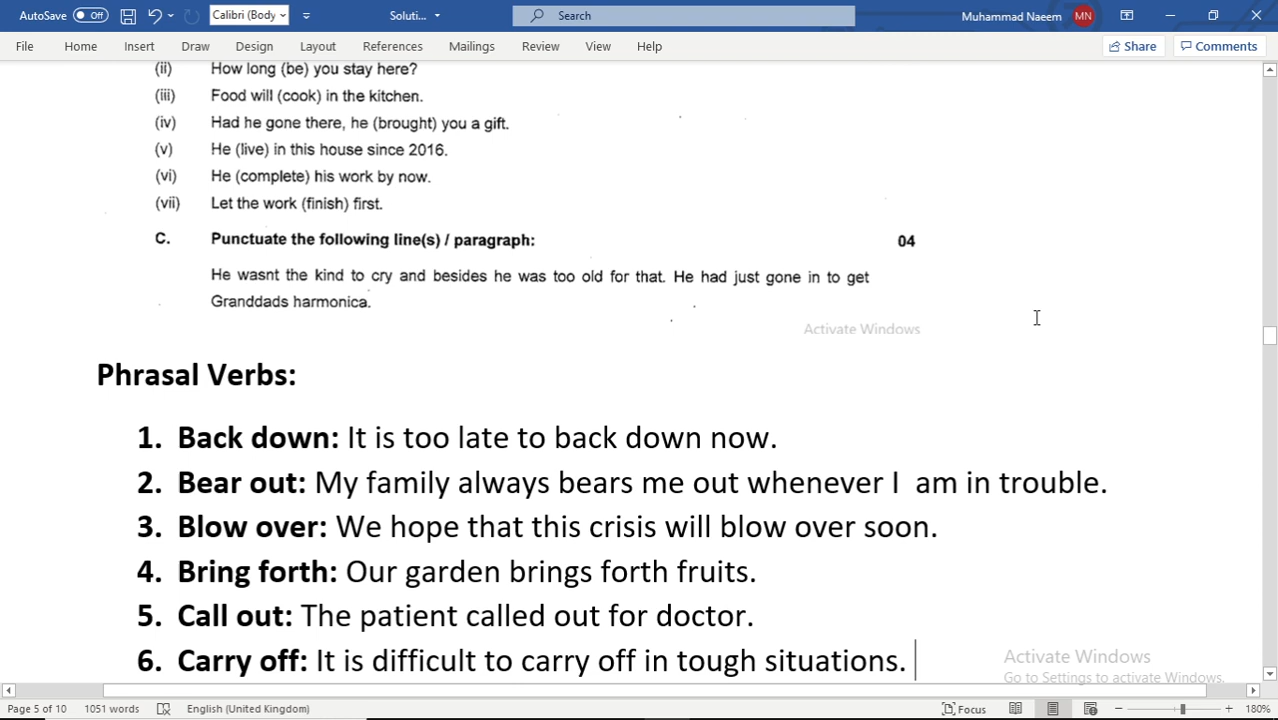 AutoSave Off Calibri (Body Soluti... Search Muhammad Naeem MN
File Home Insert Draw Design Layout References Mailings Review View Help Share Comments
(ii) How long (be) you stay here?
(iii) Food will (cook) in the kitchen.
(iv) Had he gone there, he (brought) you a gift.
(v) He (live) in this house since 2016.
(vi) He (complete) his work by now.
(vii) Let the work (finish) first.
C. Punctuate the following line(s) / paragraph: 04
He wasnt the kind to cry and besides he was too old for that. He had just gone in to get
Granddads harmonica.
Activate Windows
Phrasal Verbs:
1. Back down: It is too late to back down now.
2. Bear out: My family always bears me out whenever I  am in trouble.
3. Blow over: We hope that this crisis will blow over soon.
4. Bring forth: Our garden brings forth fruits.
5. Call out: The patient called out for doctor.
6. Carry off: It is difficult to carry off in tough situations.
Activate Windows
Go to Settings to activate Windows.
Page 5 of 10 1051 words English (United Kingdom) Focus 180%